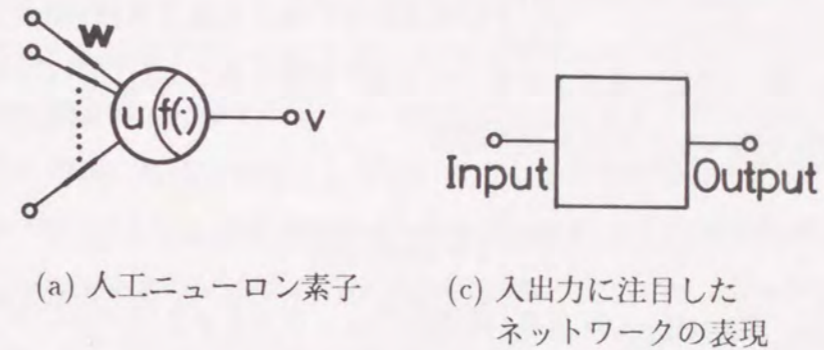 w
u f(·) v
Input Output
(a) 人工ニューロン素子
(c) 入出力に注目した
ネットワークの表現